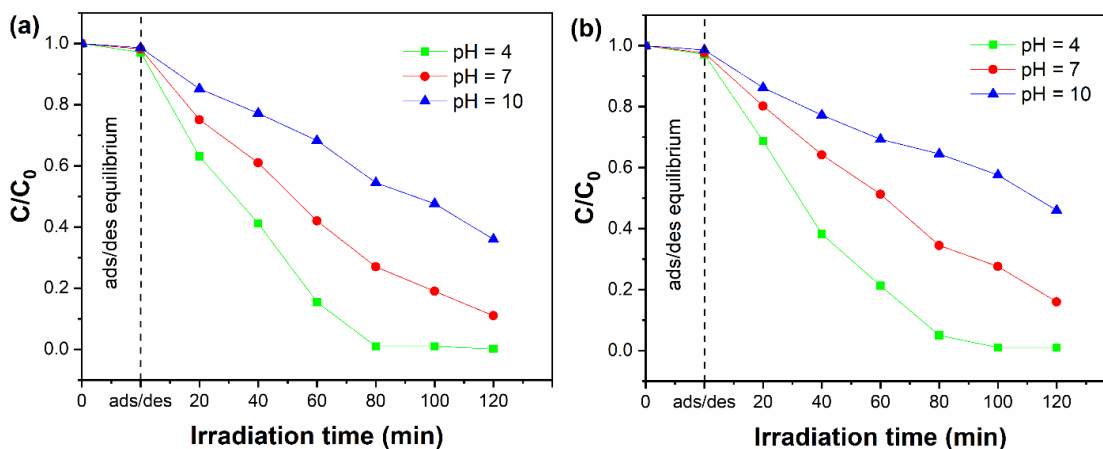 (a)
pH = 4
pH = 7
pH = 10
C/C0
1.0
0.8
0.6
0.4
0.2
0.0
ads/des equilibrium
0 ads/des 20 40 60 80 100 120
Irradiation time (min)
(b)
pH = 4
pH = 7
pH = 10
C/C0
1.0
0.8
0.6
0.4
0.2
0.0
ads/des equilibrium
0 ads/des 20 40 60 80 100 120
Irradiation time (min)